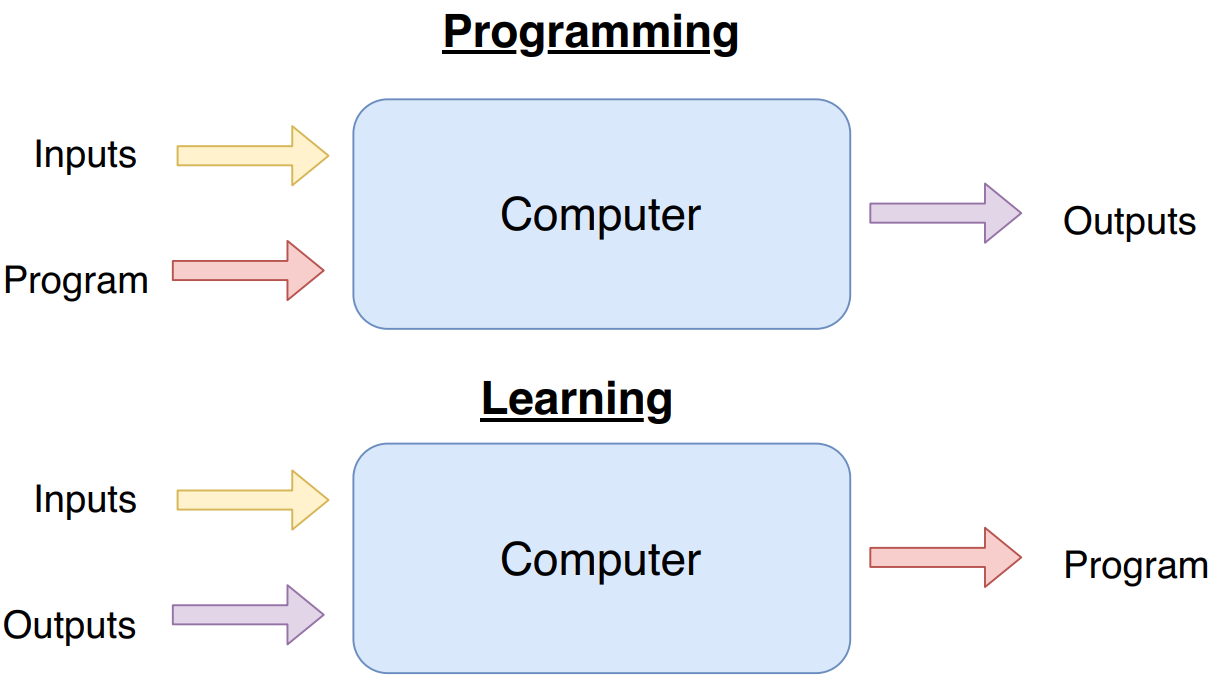 Programming
Inputs
Computer
Outputs
Program
Learning
Inputs
Computer
Program
Outputs